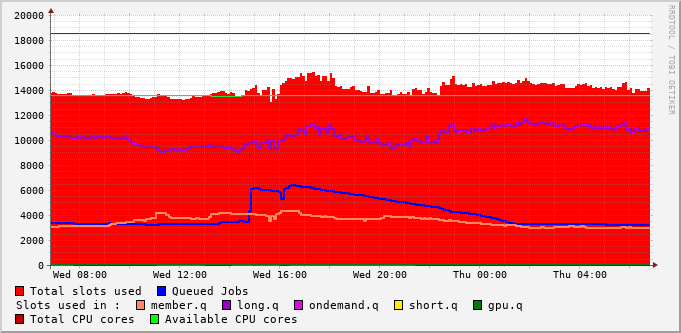 RRDTOOL / TOBI OETIKER
20000
18000
16000
14000
12000
10000
8000
6000
4000
2000
0
Wed 08:00 Wed 12:00 Wed 16:00 Wed 20:00 Thu 00:00 Thu 04:00
Total slots used Queued Jobs
Slots used in : member.q long.q ondemand.q short.q gpu.q
Total CPU cores Available CPU cores